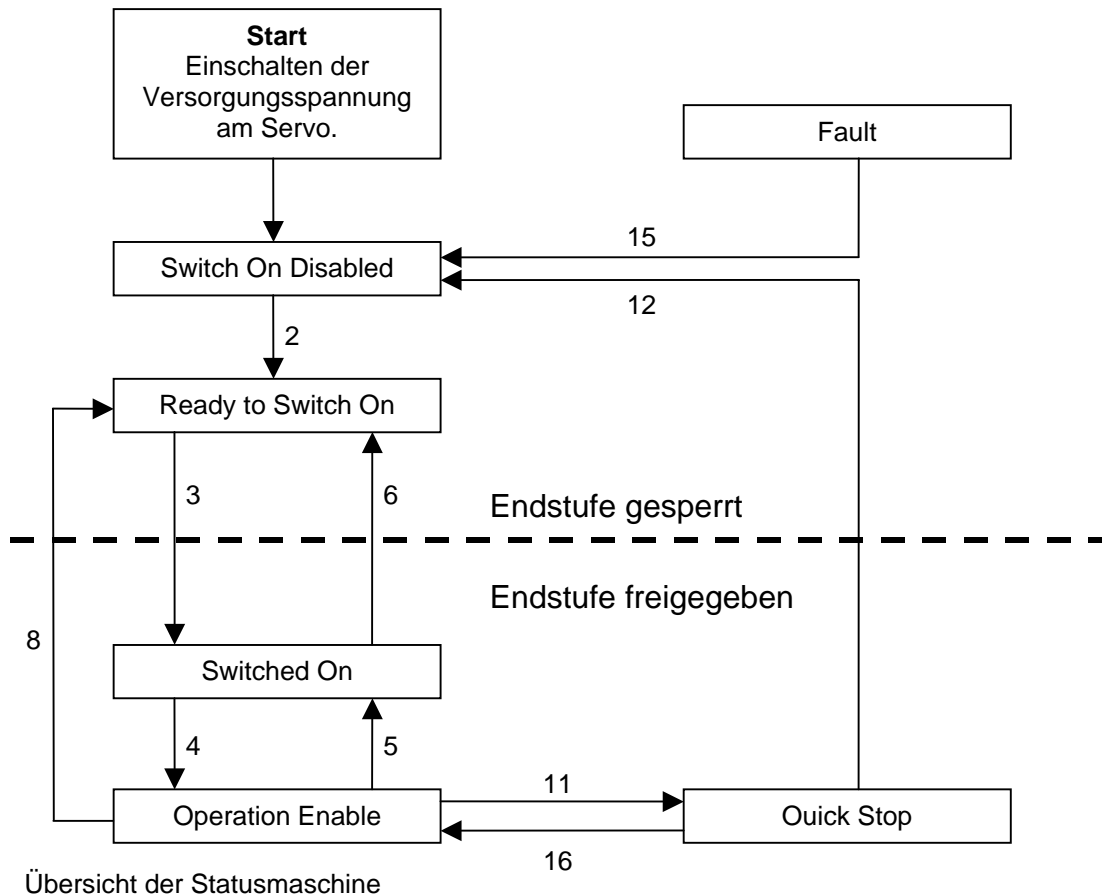 Start
Einschalten der
Versorgungsspannung
am Servo.
Fault
15
Switch On Disabled
12
2
Ready to Switch On
3
6
Endstufe gesperrt
Endstufe freigegeben
8
Switched On
4
5
11
Operation Enable
Ouick Stop
16
Übersicht der Statusmaschine